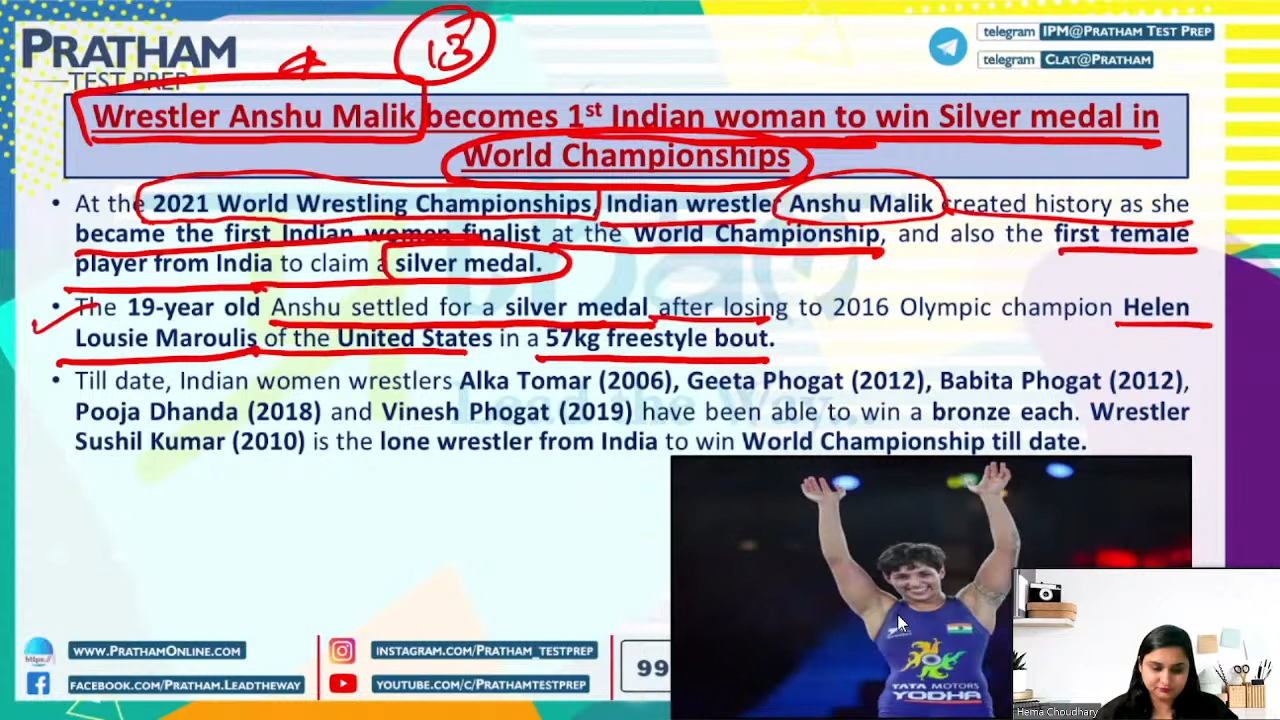 PRATHAM
TEST PREP
13
telegram IPM@PRATHAM TEST PREP
telegram CLAT@PRATHAM
Wrestler Anshu Malik becomes 1st Indian woman to win Silver medal in
World Championships
• At the 2021 World Wrestling Championships, Indian wrestler Anshu Malik created history as she
became the first Indian women finalist at the World Championship, and also the first female
player from India to claim a silver medal.
• The 19-year old Anshu settled for a silver medal after losing to 2016 Olympic champion Helen
Lousie Maroulis of the United States in a 57kg freestyle bout.
• Till date, Indian women wrestlers Alka Tomar (2006), Geeta Phogat (2012), Babita Phogat (2012),
Pooja Dhanda (2018) and Vinesh Phogat (2019) have been able to win a bronze each. Wrestler
Sushil Kumar (2010) is the lone wrestler from India to win World Championship till date.
Lead the Way..
TATA MOTORS
YODHA
https://
WWW.PRATHAMONLINE.COM
FACEBOOK.COM/PRATHAM.LEADTHEWAY
INSTAGRAM.COM/PRATHAM_TESTPREP
YOUTUBE.COM/C/PRATHAMTESTPREP
99
Hema Choudhary